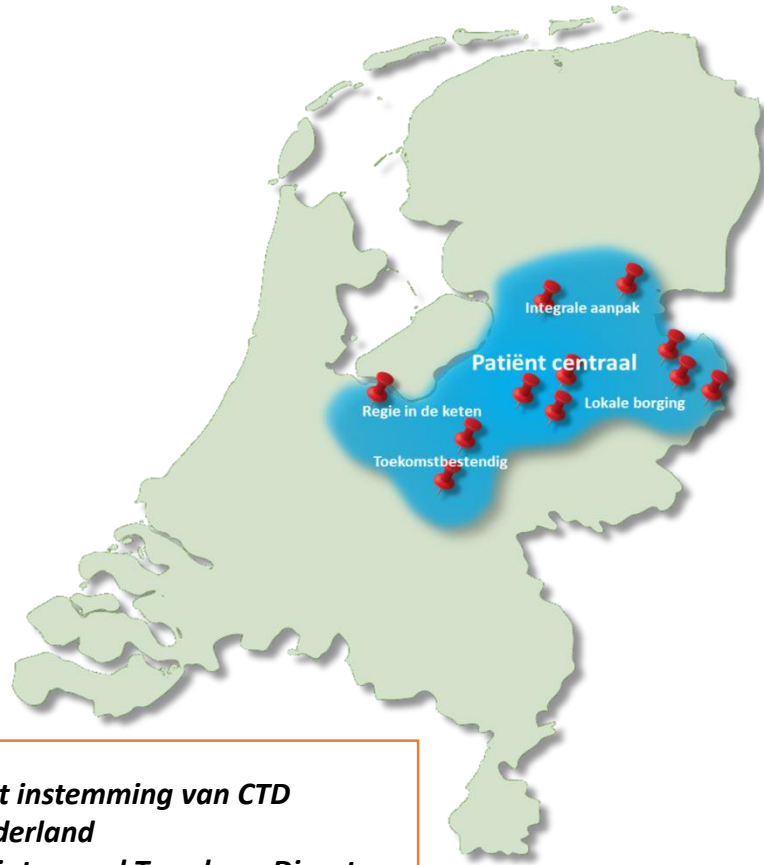 Integrale aanpak
Patiënt centraal
Lokale borging
Regie in de keten
Toekomstbestendig
t instemming van CTD
derland